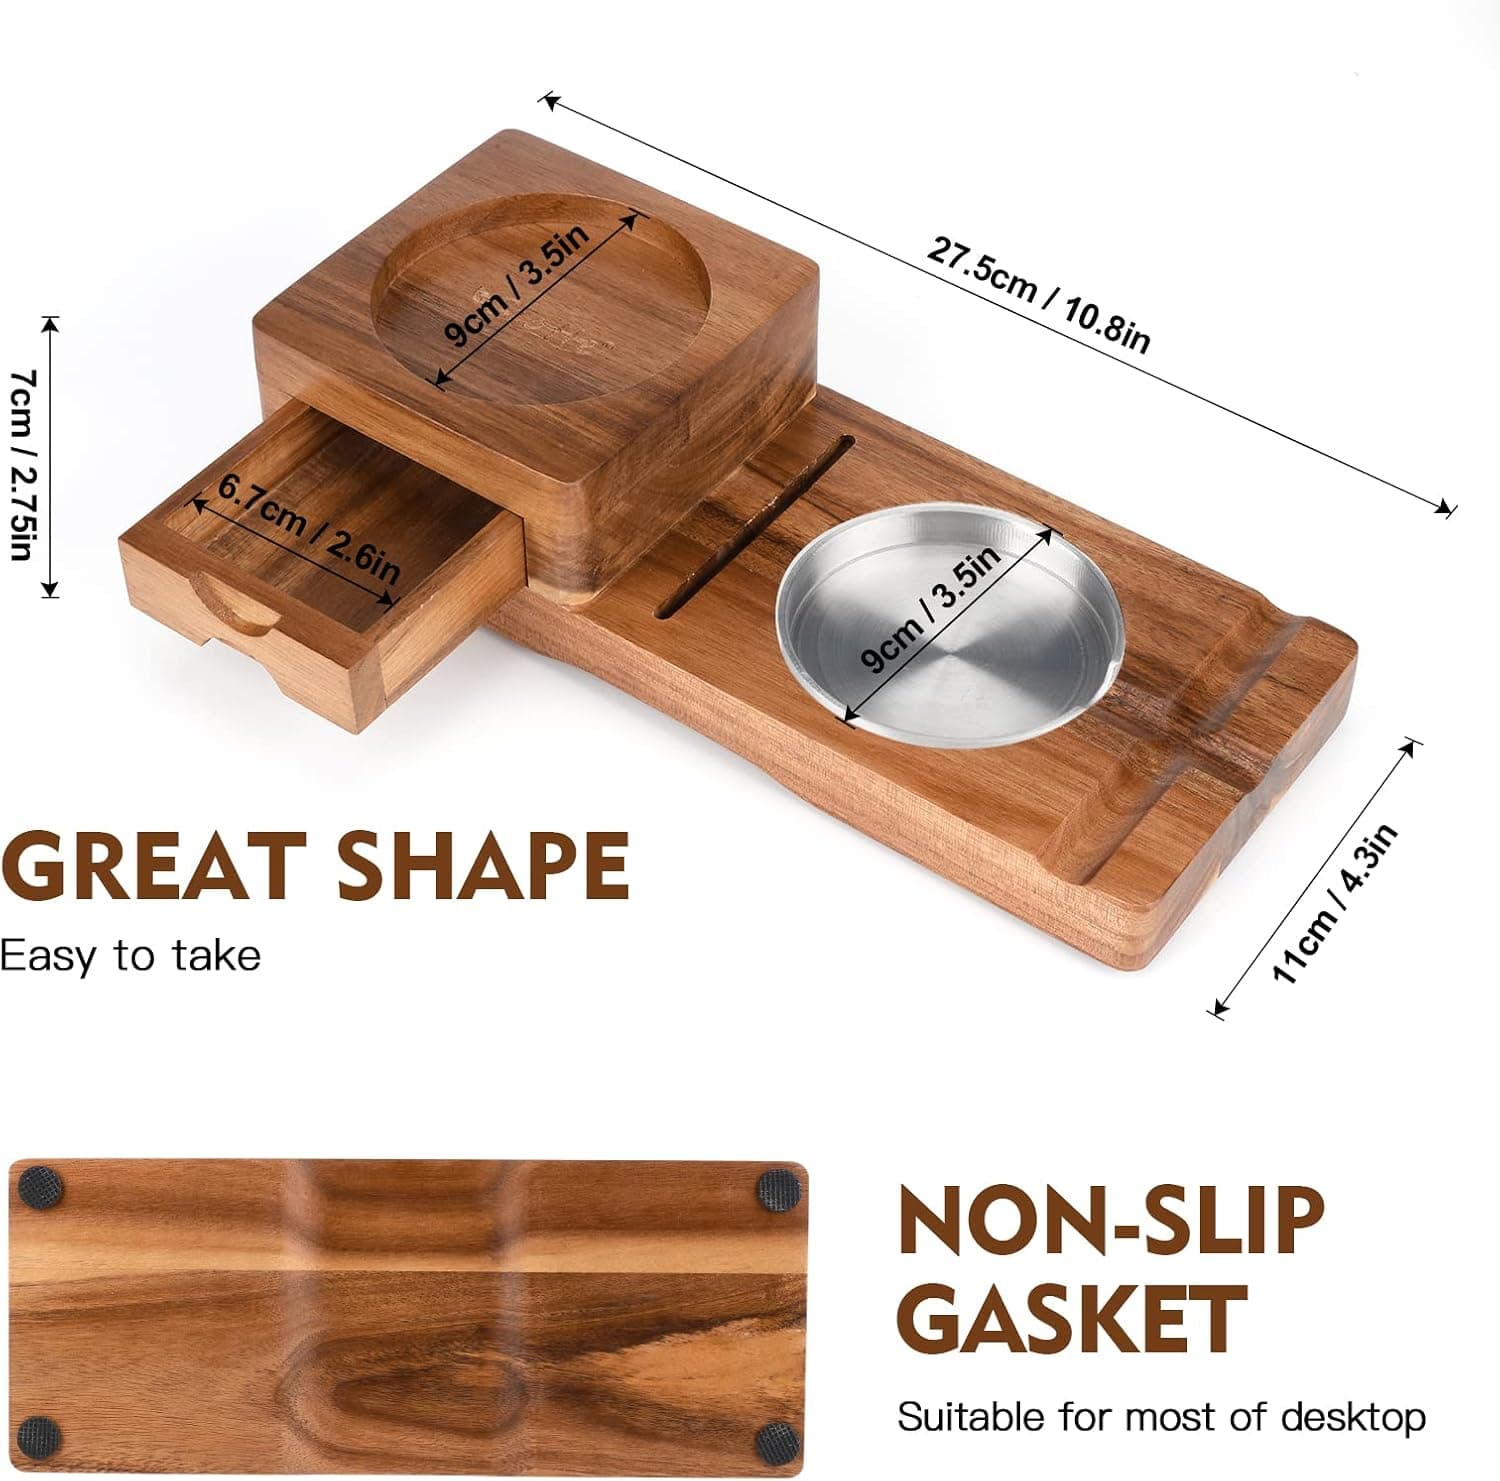 27.5cm / 10.8in
9cm / 3.5in
7cm / 2.75in
6.7cm / 2.6in
9cm / 3.5in
11cm / 4.3in
GREAT SHAPE
Easy to take
NON-SLIP
GASKET
Suitable for most of desktop